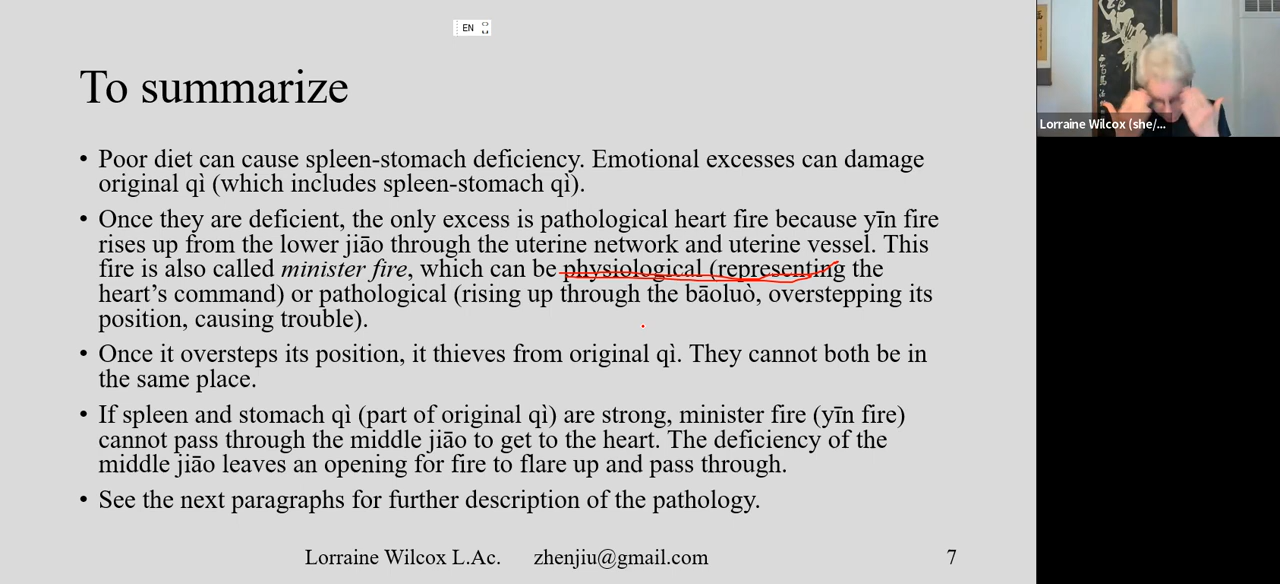 EN
To summarize
• Poor diet can cause spleen-stomach deficiency. Emotional excesses can damage
original qì (which includes spleen-stomach qì).
• Once they are deficient, the only excess is pathological heart fire because yīn fire
rises up from the lower jiāo through the uterine network and uterine vessel. This
fire is also called minister fire, which can be physiological (representing the
heart’s command) or pathological (rising up through the bāoluò, overstepping its
position, causing trouble).
• Once it oversteps its position, it thieves from original qì. They cannot both be in
the same place.
• If spleen and stomach qì (part of original qì) are strong, minister fire (yīn fire)
cannot pass through the middle jiāo to get to the heart. The deficiency of the
middle jiāo leaves an opening for fire to flare up and pass through.
• See the next paragraphs for further description of the pathology.
Lorraine Wilcox L.Ac. zhenjiu@gmail.com 7
Lorraine Wilcox (she/...